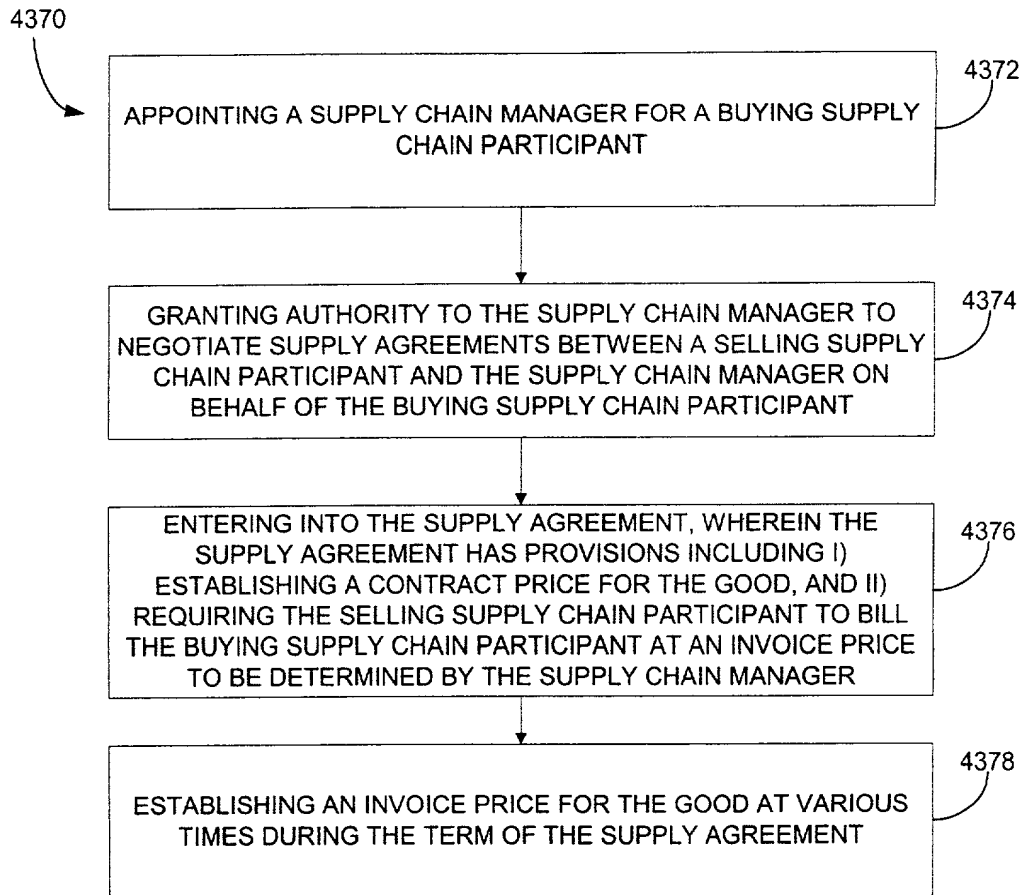 4370
4372
APPOINTING A SUPPLY CHAIN MANAGER FOR A BUYING SUPPLY
CHAIN PARTICIPANT
4374
GRANTING AUTHORITY TO THE SUPPLY CHAIN MANAGER TO
NEGOTIATE SUPPLY AGREEMENTS BETWEEN A SELLING SUPPLY
CHAIN PARTICIPANT AND THE SUPPLY CHAIN MANAGER ON
BEHALF OF THE BUYING SUPPLY CHAIN PARTICIPANT
4376
ENTERING INTO THE SUPPLY AGREEMENT, WHEREIN THE
SUPPLY AGREEMENT HAS PROVISIONS INCLUDING I)
ESTABLISHING A CONTRACT PRICE FOR THE GOOD, AND II)
REQUIRING THE SELLING SUPPLY CHAIN PARTICIPANT TO BILL
THE BUYING SUPPLY CHAIN PARTICIPANT AT AN INVOICE PRICE
TO BE DETERMINED BY THE SUPPLY CHAIN MANAGER
4378
ESTABLISHING AN INVOICE PRICE FOR THE GOOD AT VARIOUS
TIMES DURING THE TERM OF THE SUPPLY AGREEMENT